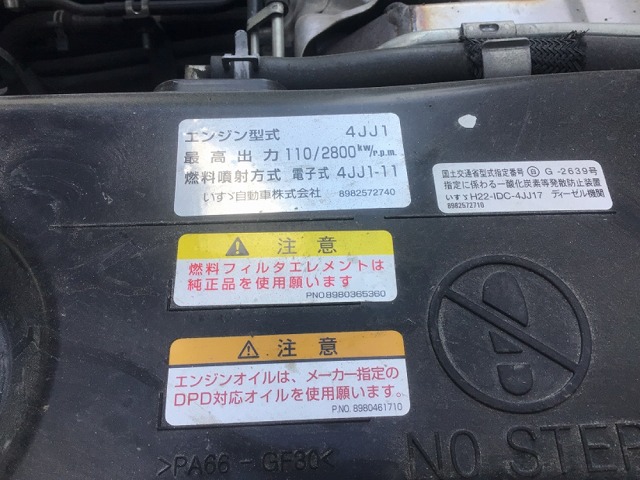 エンジン型式 4JJ1
最高出力 110/2800kw/r.p.m.
燃料噴射方式 電子式 4JJ1-11
いすゞ自動車株式会社 8982572740
国土交通省型式指定番号 Ⓑ G-2639号
指定に係わる一酸化炭素等発散防止装置
いすゞH22-IDC-4JJ17 ディーゼル機関
8982572710
注意
燃料フィルタエレメントは
純正品を使用願います
PNO8980365360
注意
エンジンオイルは、メーカー指定の
DPD対応オイルを使用願います。
P.NO. 8980461710
NO STEP
>PA66-GF30<